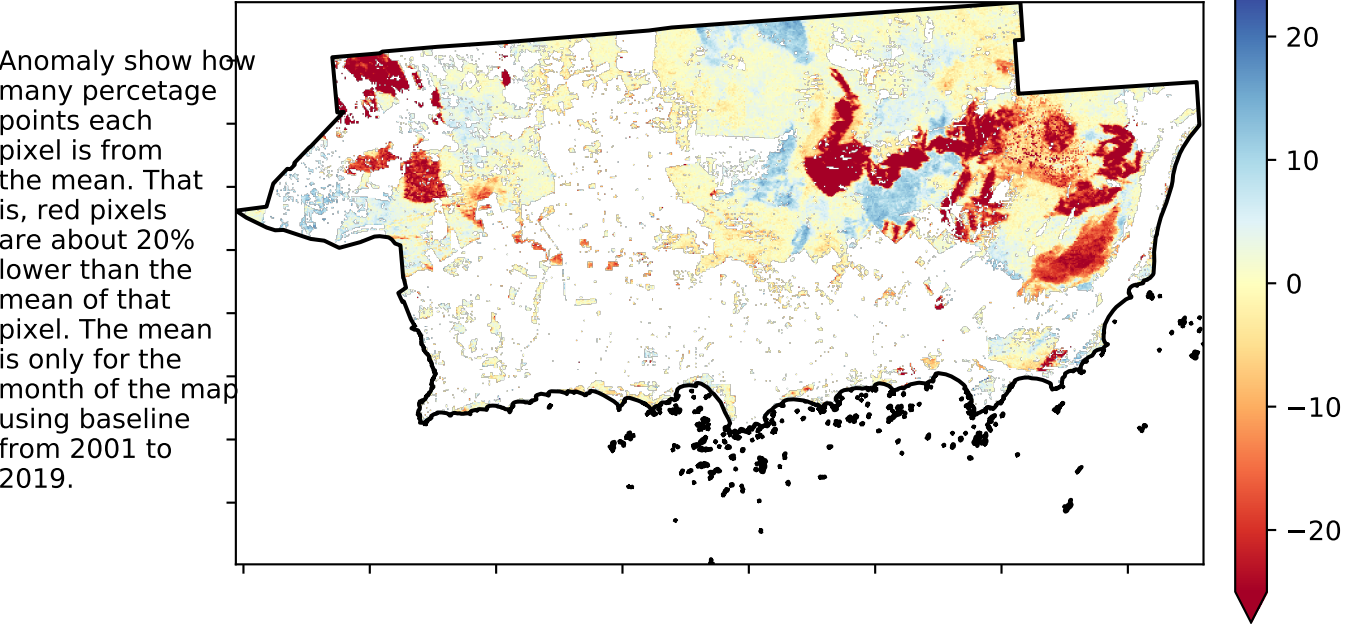 Anomaly show how
many percetage
points each
pixel is from
the mean. That
is, red pixels
are about 20%
lower than the
mean of that
pixel. The mean
is only for the
month of the map
using baseline
from 2001 to
2019.
20
10
0
−10
−20